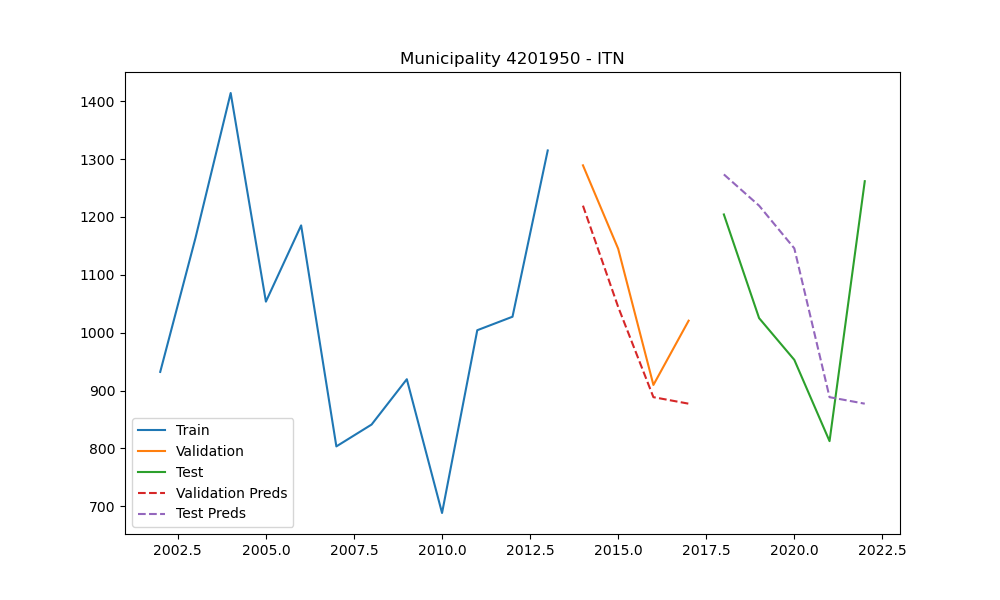 Municipality 4201950 - ITN
1400
1300
1200
1100
1000
900
800
700
Train
Validation
Test
Validation Preds
Test Preds
2002.5 2005.0 2007.5 2010.0 2012.5 2015.0 2017.5 2020.0 2022.5